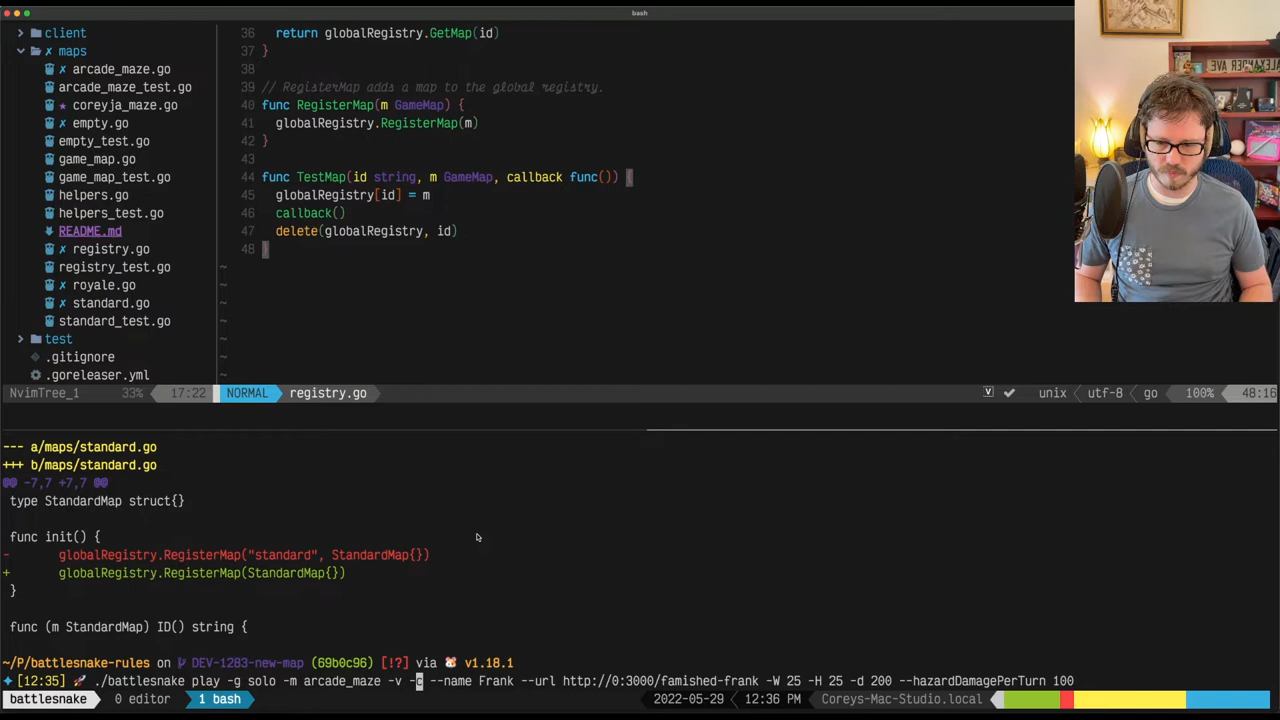 bash
client
maps
arcade_maze.go
arcade_maze_test.go
coreyja_maze.go
empty.go
empty_test.go
game_map.go
game_map_test.go
helpers.go
helpers_test.go
README.md
registry.go
registry_test.go
royale.go
standard.go
standard_test.go
test
.gitignore
.goreleaser.yml
36 return globalRegistry.GetMap(id)
37 }
38
39 // RegisterMap adds a map to the global registry.
40 func RegisterMap(m GameMap) {
41 globalRegistry.RegisterMap(m)
42 }
43
44 func TestMap(id string, m GameMap, callback func()) {
45 globalRegistry[id] = m
46 callback()
47 delete(globalRegistry, id)
48 }
~
~
~
~
~
~
~
NvimTree_1 33% 17:22 NORMAL registry.go V ✓ unix utf-8 go 100% 48:16
--- a/maps/standard.go
+++ b/maps/standard.go
@@ -7,7 +7,7 @@
type StandardMap struct{}
func init() {
- globalRegistry.RegisterMap("standard", StandardMap{})
+ globalRegistry.RegisterMap(StandardMap{})
}
func (m StandardMap) ID() string {
~/P/battlesnake-rules on DEV-1283-new-map (69b0c96) [!?] via v1.18.1
[12:35] ./battlesnake play -g solo -m arcade_maze -v -c --name Frank --url http://0:3000/famished-frank -W 25 -H 25 -d 200 --hazardDamagePerTurn 100
battlesnake 0 editor 1 bash 2022-05-29 12:36 PM Coreys-Mac-Studio.local
ALEXANDER AVE